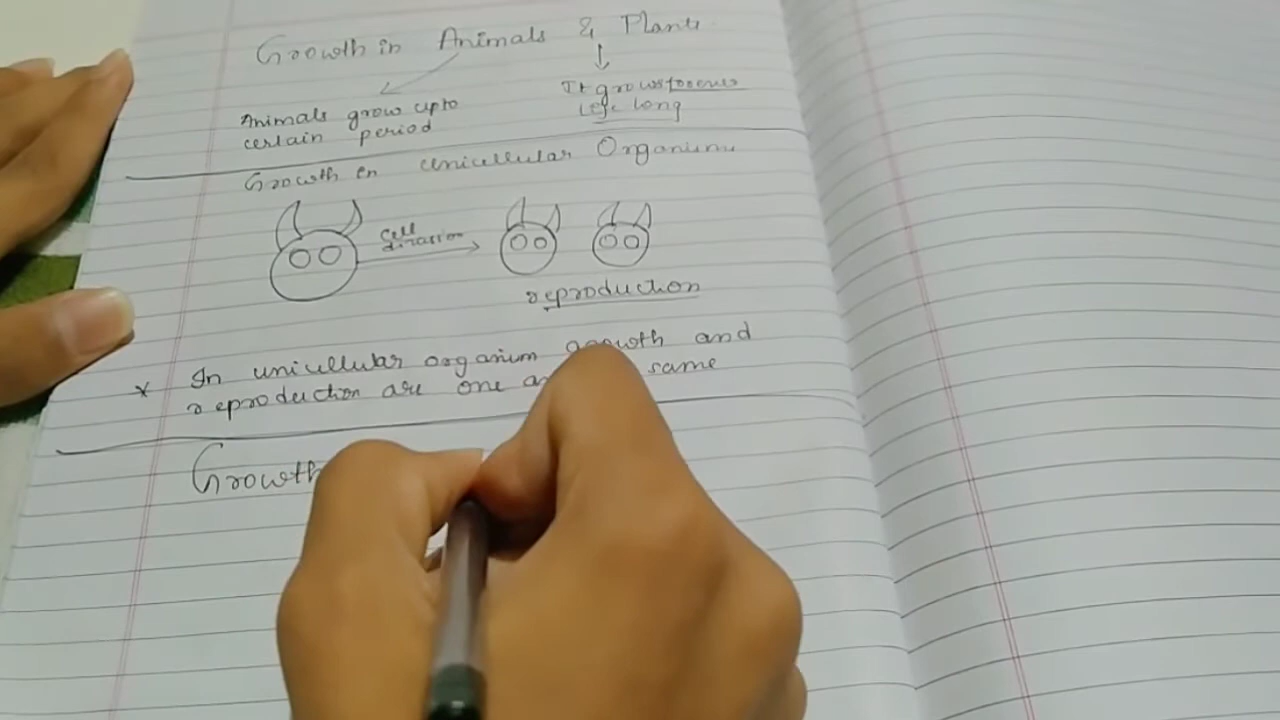 Growth in Animals & Plants
Animals grow upto
certain period
It grows forever
life long
Growth in unicellular Organism
Cell
division
reproduction
* In unicellular organism growth and
reproduction are one same
Growth